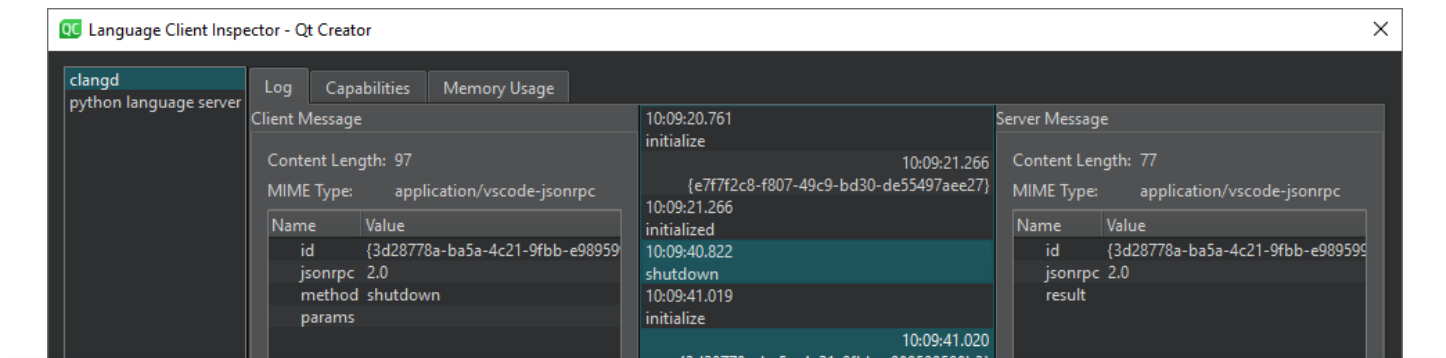 QC Language Client Inspector - Qt Creator
clangd
python language server
Log Capabilities Memory Usage
Client Message
Content Length: 97
MIME Type: application/vscode-jsonrpc
Name Value
id {3d28778a-ba5a-4c21-9fbb-e98959
jsonrpc 2.0
method shutdown
params
10:09:20.761
initialize
10:09:21.266
{e7f7f2c8-f807-49c9-bd30-de55497aee27}
10:09:21.266
initialized
10:09:40.822
shutdown
10:09:41.019
initialize
10:09:41.020
Server Message
Content Length: 77
MIME Type: application/vscode-jsonrpc
Name Value
id {3d28778a-ba5a-4c21-9fbb-e989599
jsonrpc 2.0
result